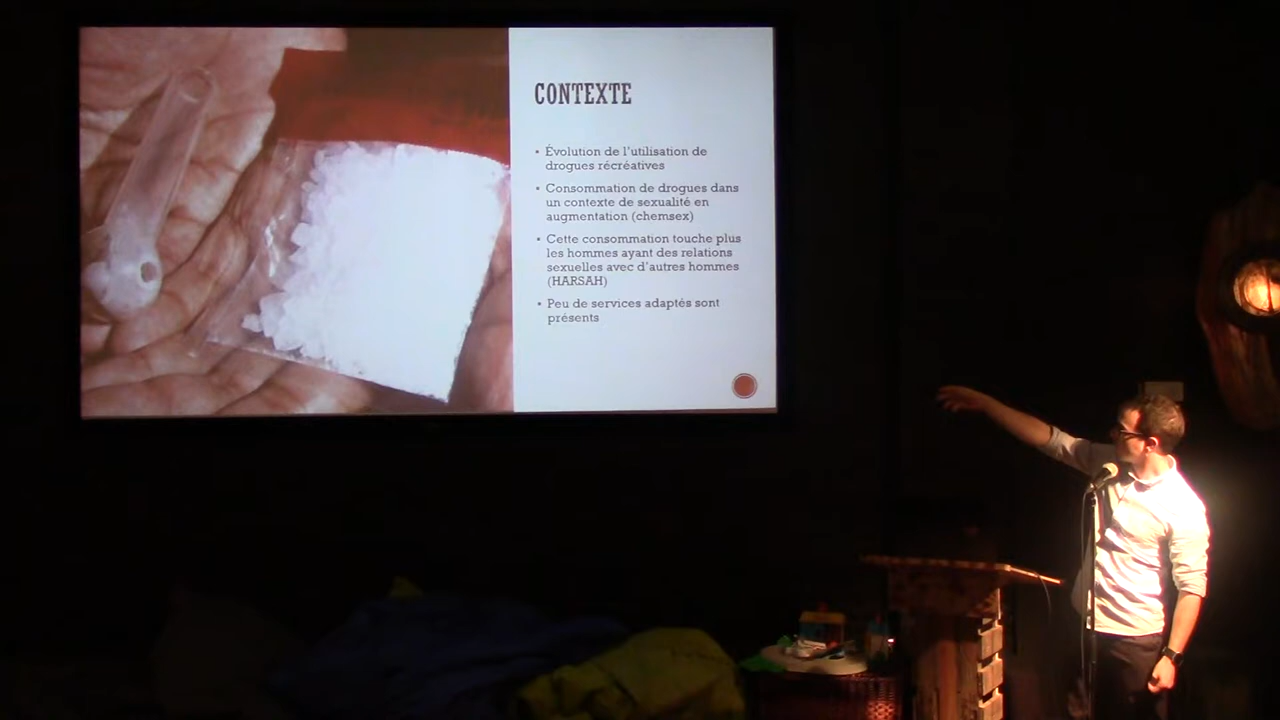 CONTEXTE
▪ Évolution de l'utilisation de
drogues récréatives
▪ Consommation de drogues dans
un contexte de sexualité en
augmentation (chemsex)
▪ Cette consommation touche plus
les hommes ayant des relations
sexuelles avec d'autres hommes
(HARSAH)
▪ Peu de services adaptés sont
présents